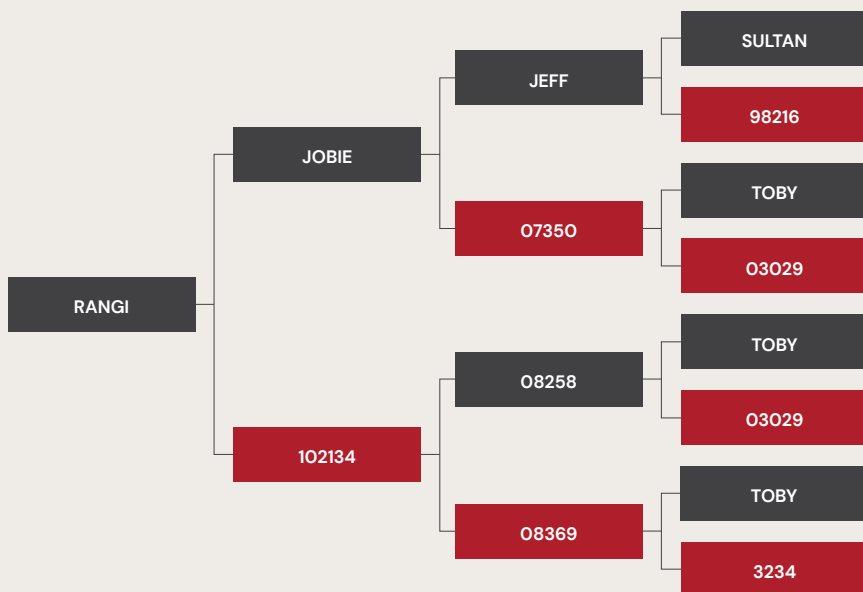 SULTAN
JEFF
98216
JOBIE
TOBY
07350
03029
RANGI
TOBY
08258
03029
102134
TOBY
08369
3234